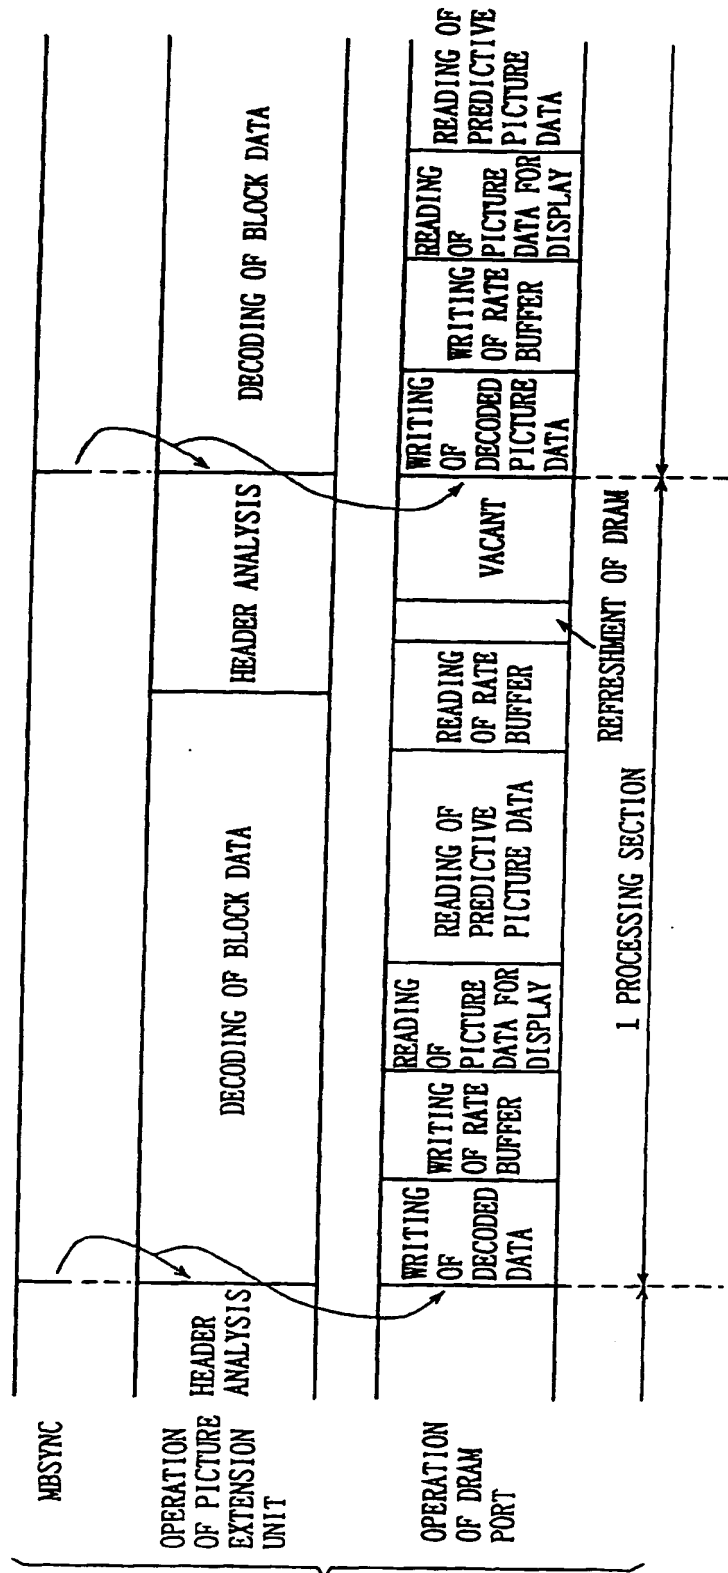 MBSYNC
OPERATION
OF PICTURE
EXTENSION
UNIT
HEADER
ANALYSIS
DECODING OF BLOCK DATA
HEADER ANALYSIS
DECODING OF BLOCK DATA
OPERATION
OF DRAM
PORT
WRITING
OF
DECODED
DATA
WRITING
OF RATE
BUFFER
READING
OF
PICTURE
DATA FOR
DISPLAY
READING OF
PREDICTIVE
PICTURE DATA
READING
OF RATE
BUFFER
VACANT
WRITING
OF
DECODED
PICTURE
DATA
WRITING
OF RATE
BUFFER
READING
OF
PICTURE
DATA FOR
DISPLAY
READING OF
PREDICTIVE
PICTURE
DATA
REFRESHMENT OF DRAM
1 PROCESSING SECTION